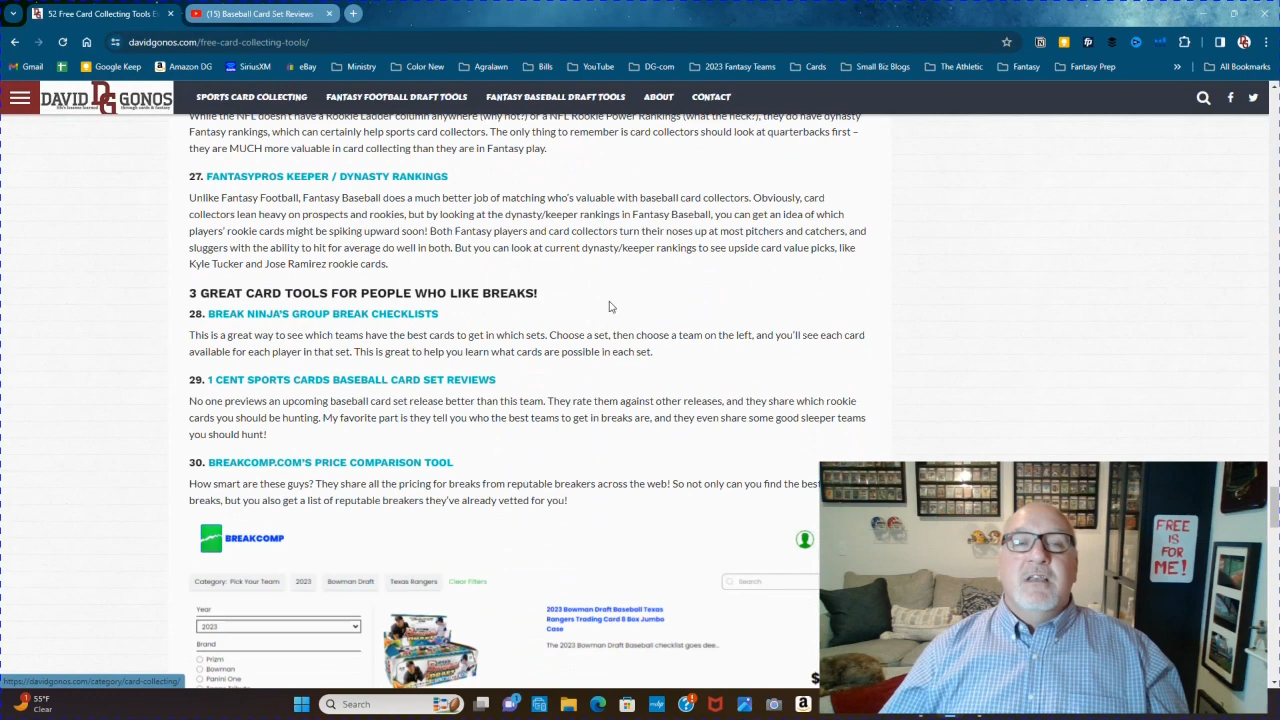 52 Free Card Collecting Tools E
(15) Baseball Card Set Reviews
davidgonos.com/free-card-collecting-tools/
Gmail
Google Keep
Amazon DG
SiriusXM
eBay
Ministry
Color New
Agralawn
Bills
YouTube
DG-com
2023 Fantasy Teams
Cards
Small Biz Blogs
The Athletic
Fantasy
Fantasy Prep
All Bookmarks
DAVID DG GONOS
SPORTS CARD COLLECTING
FANTASY FOOTBALL DRAFT TOOLS
FANTASY BASEBALL DRAFT TOOLS
ABOUT
CONTACT
While the NFL doesn't have a Rookie Ladder column anywhere (why not?) or a NFL Rookie Power Rankings (what the heck?), they do have dynasty
Fantasy rankings, which can certainly help sports card collectors. The only thing to remember is card collectors should look at quarterbacks first –
they are MUCH more valuable in card collecting than they are in Fantasy play.
27. FANTASYPROS KEEPER / DYNASTY RANKINGS
Unlike Fantasy Football, Fantasy Baseball does a much better job of matching who's valuable with baseball card collectors. Obviously, card
collectors lean heavy on prospects and rookies, but by looking at the dynasty/keeper rankings in Fantasy Baseball, you can get an idea of which
players' rookie cards might be spiking upward soon! Both Fantasy players and card collectors turn their noses up at most pitchers and catchers, and
sluggers with the ability to hit for average do well in both. But you can look at current dynasty/keeper rankings to see upside card value picks, like
Kyle Tucker and Jose Ramirez rookie cards.
3 GREAT CARD TOOLS FOR PEOPLE WHO LIKE BREAKS!
28. BREAK NINJA'S GROUP BREAK CHECKLISTS
This is a great way to see which teams have the best cards to get in which sets. Choose a set, then choose a team on the left, and you'll see each card
available for each player in that set. This is great to help you learn what cards are possible in each set.
29. 1 CENT SPORTS CARDS BASEBALL CARD SET REVIEWS
No one previews an upcoming baseball card set release better than this team. They rate them against other releases, and they share which rookie
cards you should be hunting. My favorite part is they tell you who the best teams to get in breaks are, and they even share some good sleeper teams
you should hunt!
30. BREAKCOMP.COM'S PRICE COMPARISON TOOL
How smart are these guys? They share all the pricing for breaks from reputable breakers across the web! So not only can you find the best
breaks, but you also get a list of reputable breakers they've already vetted for you!
BREAKCOMP
Category: Pick Your Team
2023
Bowman Draft
Texas Rangers
Clear Filters
Search
Year
2023
Brand
Prizm
Bowman
Panini One
2023 Bowman Draft Baseball Texas
Rangers Trading Card 8 Box Jumbo
Case
The 2023 Bowman Draft Baseball checklist goes dee...
$
FREE
IS
FOR
ME!
https://davidgonos.com/category/card-collecting/
55°F
Clear
Search